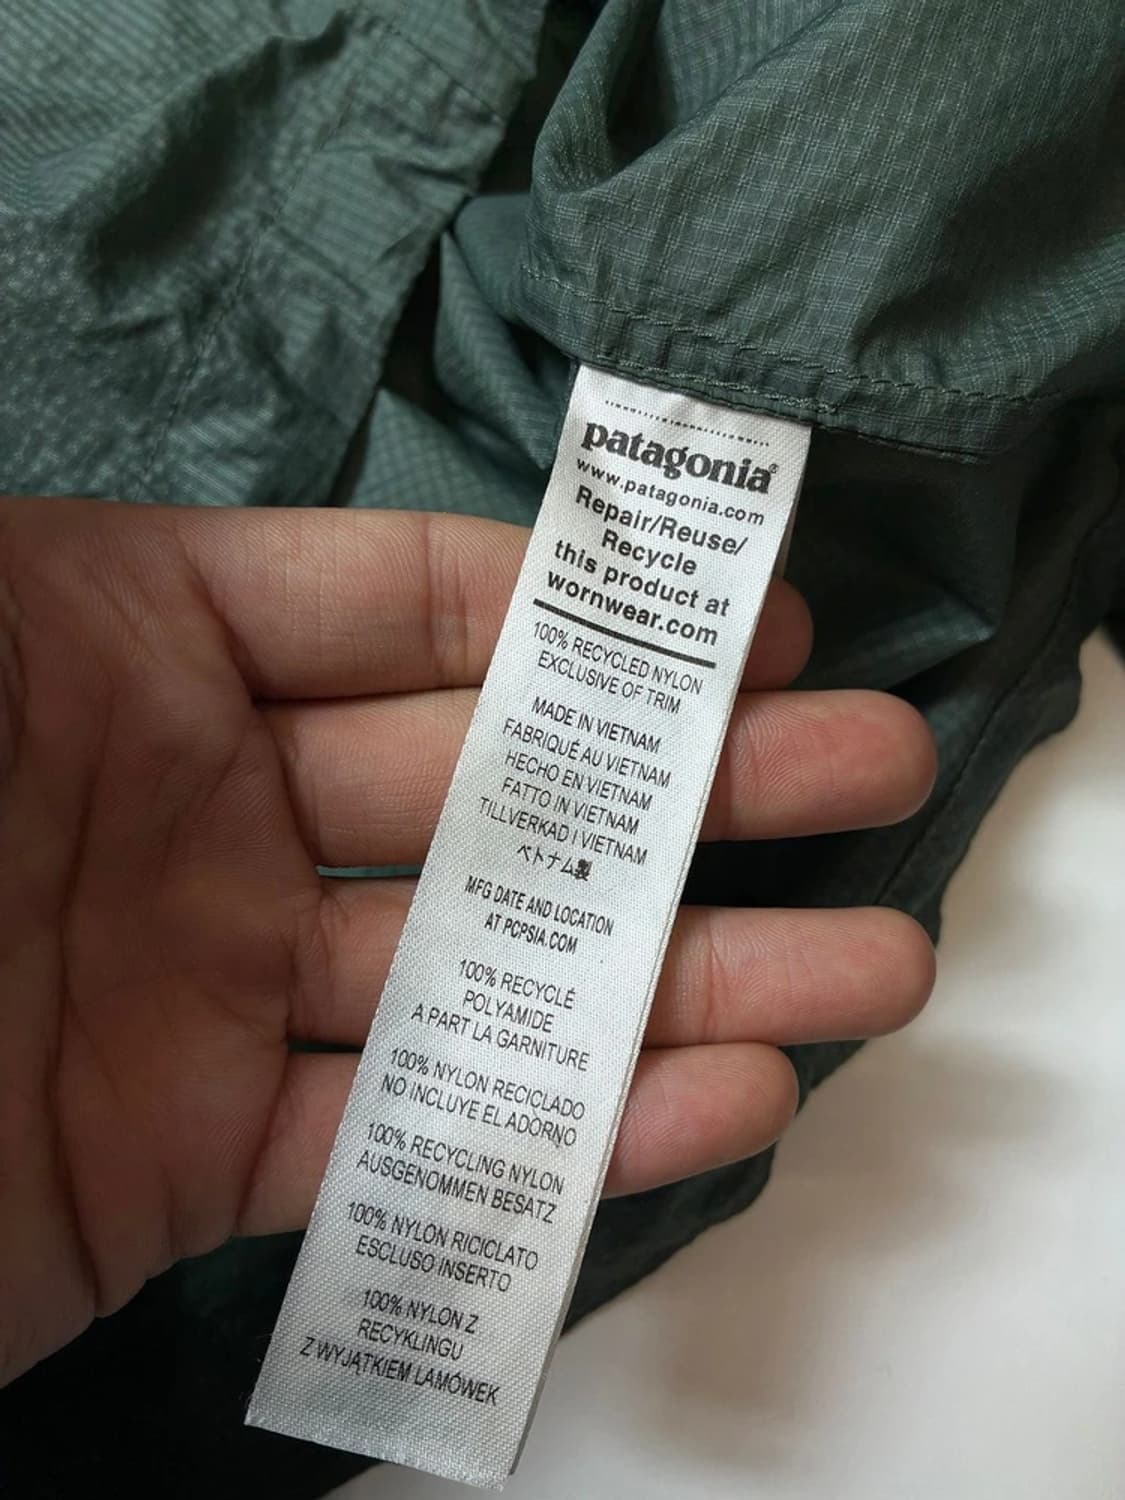 patagonia®
www.patagonia.com
Repair/Reuse/
Recycle
this product at
wornwear.com
100% RECYCLED NYLON
EXCLUSIVE OF TRIM
MADE IN VIETNAM
FABRIQUÉ AU VIETNAM
HECHO EN VIETNAM
FATTO IN VIETNAM
TILLVERKAD I VIETNAM
ベトナム製
MFG DATE AND LOCATION
AT PCPSIA.COM
100% RECYCLÉ
POLYAMIDE
A PART LA GARNITURE
100% NYLON RECICLADO
NO INCLUYE EL ADORNO
100% RECYCLING NYLON
AUSGENOMMEN BESATZ
100% NYLON RICICLATO
ESCLUSO INSERTO
100% NYLON Z
RECYKLINGU
Z WYJĄTKIEM LAMÓWEK